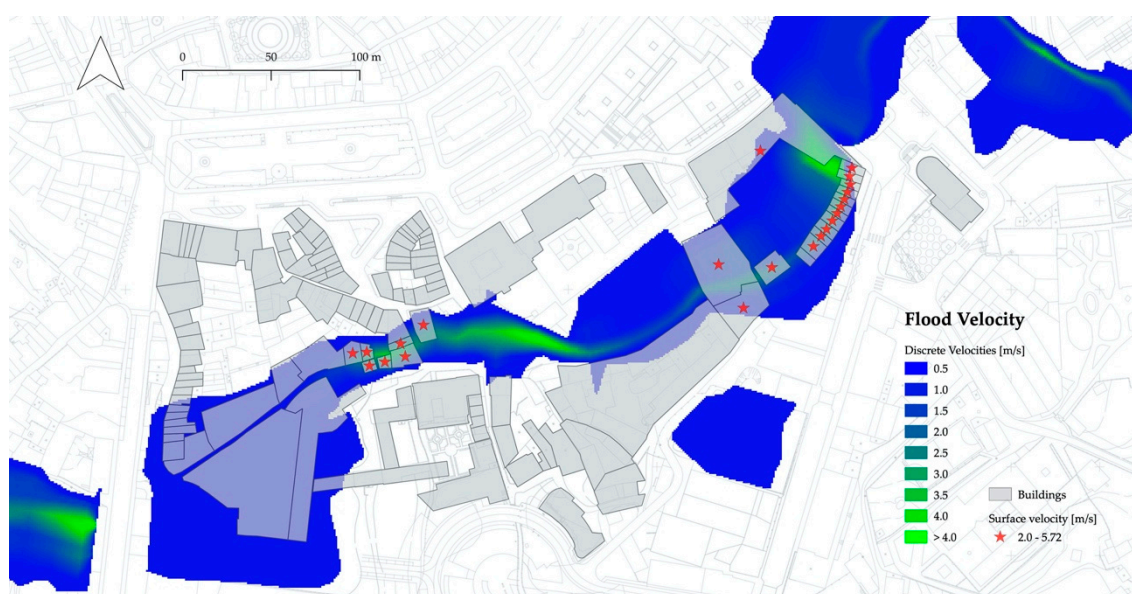 0 50 100 m
Flood Velocity
Discrete Velocities [m/s]
0.5
1.0
1.5
2.0
2.5
3.0
3.5
4.0
> 4.0
Buildings
Surface velocity [m/s]
2.0 - 5.72